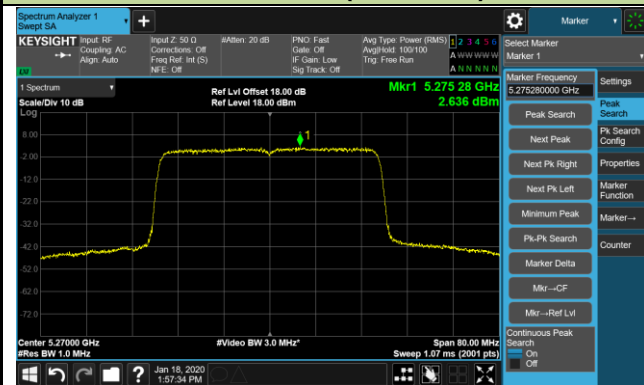 Spectrum Analyzer 1
Swept SA
+
Marker
KEYSIGHT
Input: RF
Coupling: AC
Align: Auto
Input Z: 50 Ω
Corrections: Off
Freq Ref: Int (S)
NFE: Off
#Atten: 20 dB
PNO: Fast
Gate: Off
IF Gain: Low
Sig Track: Off
Avg Type: Power (RMS)
Avg|Hold: 100/100
Trig: Free Run
1 2 3 4 5 6
A W W W W W
A N N N N N
Select Marker
Marker 1
1 Spectrum
Scale/Div 10 dB
Log
Ref Lvl Offset 18.00 dB
Ref Level 18.00 dBm
Mkr1 5.275 28 GHz
2.636 dBm
Marker Frequency
5.275280000 GHz
Settings
Peak Search
Next Peak
Next Pk Right
Next Pk Left
Minimum Peak
Pk-Pk Search
Marker Delta
Mkr→CF
Mkr→Ref Lvl
Continuous Peak
Search
On
Off
Peak
Search
Pk Search
Config
Properties
Marker
Function
Marker→
Counter
1
8.00
-2.00
-12.0
-22.0
-32.0
-42.0
-52.0
-62.0
-72.0
Center 5.27000 GHz
#Res BW 1.0 MHz
#Video BW 3.0 MHz*
Span 80.00 MHz
Sweep 1.07 ms (2001 pts)
?
Jan 18, 2020
1:57:34 PM